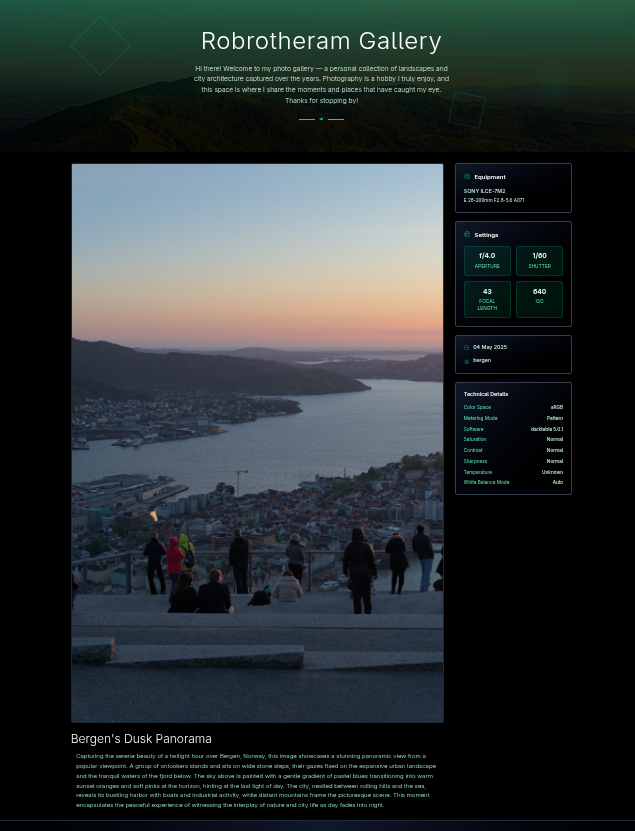 Robrotheram Gallery
Hi there! Welcome to my photo gallery — a personal collection of landscapes and
city architecture captured over the years. Photography is a hobby I truly enjoy, and
this space is where I share the moments and places that have caught my eye.
Thanks for stopping by!
Equipment
SONY ILCE-7M2
E 28-200mm F2.8-5.6 A071
Settings
f/4.0
APERTURE
1/60
SHUTTER
43
FOCAL
LENGTH
640
ISO
04 May 2025
bergen
Technical Details
Color Space sRGB
Metering Mode Pattern
Software darktable 5.0.1
Saturation Normal
Contrast Normal
Sharpness Normal
Temperature Unknown
White Balance Mode Auto
Bergen's Dusk Panorama
Capturing the serene beauty of a twilight hour over Bergen, Norway, this image showcases a stunning panoramic view from a
popular viewpoint. A group of onlookers stands and sits on wide stone steps, their gazes fixed on the expansive urban landscape
and the tranquil waters of the fjord below. The sky above is painted with a gentle gradient of pastel blues transitioning into warm
sunset oranges and soft pinks at the horizon, hinting at the last light of day. The city, nestled between rolling hills and the sea,
reveals its bustling harbor with boats and industrial activity, while distant mountains frame the picturesque scene. This moment
encapsulates the peaceful experience of witnessing the interplay of nature and city life as day fades into night.